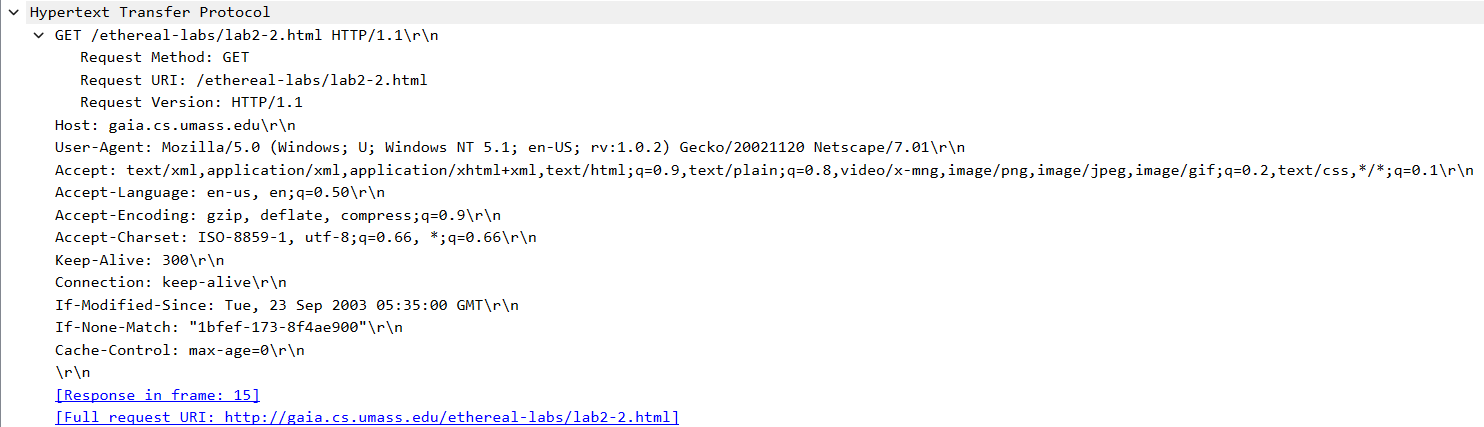 Hypertext Transfer Protocol
GET /ethereal-labs/lab2-2.html HTTP/1.1\r\n
Request Method: GET
Request URI: /ethereal-labs/lab2-2.html
Request Version: HTTP/1.1
Host: gaia.cs.umass.edu\r\n
User-Agent: Mozilla/5.0 (Windows; U; Windows NT 5.1; en-US; rv:1.0.2) Gecko/20021120 Netscape/7.01\r\n
Accept: text/xml,application/xml,application/xhtml+xml,text/html;q=0.9,text/plain;q=0.8,video/x-mng,image/png,image/jpeg,image/gif;q=0.2,text/css,*/*;q=0.1\r\n
Accept-Language: en-us, en;q=0.50\r\n
Accept-Encoding: gzip, deflate, compress;q=0.9\r\n
Accept-Charset: ISO-8859-1, utf-8;q=0.66, *;q=0.66\r\n
Keep-Alive: 300\r\n
Connection: keep-alive\r\n
If-Modified-Since: Tue, 23 Sep 2003 05:35:00 GMT\r\n
If-None-Match: "1bfef-173-8f4ae900"\r\n
Cache-Control: max-age=0\r\n
\r\n
[Response in frame: 15]
[Full request URI: http://gaia.cs.umass.edu/ethereal-labs/lab2-2.html]